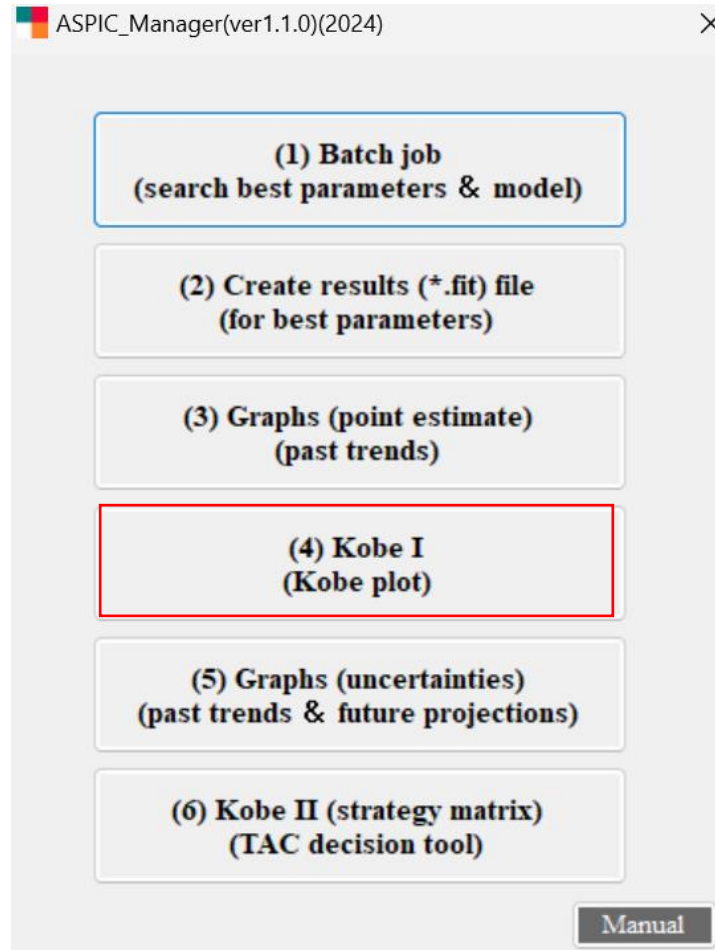 ASPIC_Manager(ver1.1.0)(2024)
(1) Batch job
(search best parameters & model)
(2) Create results (*.fit) file
(for best parameters)
(3) Graphs (point estimate)
(past trends)
(4) Kobe I
(Kobe plot)
(5) Graphs (uncertainties)
(past trends & future projections)
(6) Kobe II (strategy matrix)
(TAC decision tool)
Manual